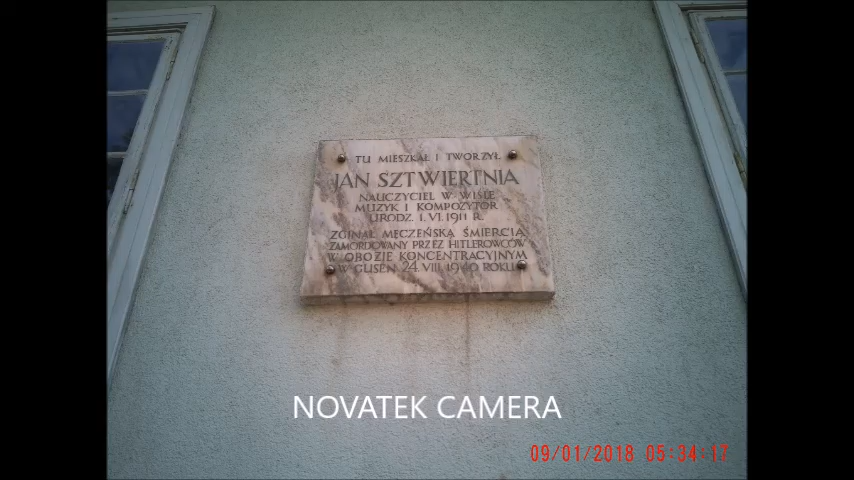 TU MIESZKAŁ I TWORZYŁ
JAN SZTWIERTNIA
NAUCZYCIEL W WIŚLE
MUZYK I KOMPOZYTOR
URODZ. 1. VI. 1911 R.
ZGINĄŁ MĘCZEŃSKĄ ŚMIERCIĄ
ZAMORDOWANY PRZEZ HITLEROWCÓW
W OBOZIE KONCENTRACYJNYM
W GUSEN 24. VIII. 1940 ROKU
NOVATEK CAMERA
09/01/2018 05:34:17